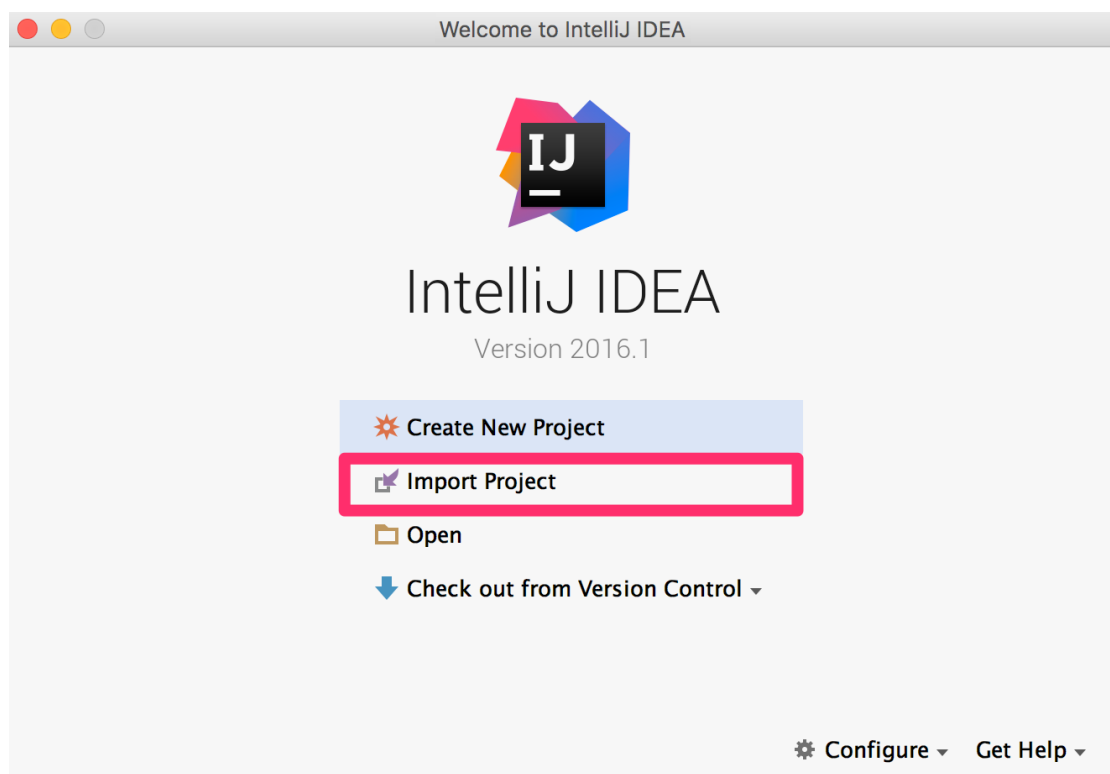 Welcome to IntelliJ IDEA
IJ
IntelliJ IDEA
Version 2016.1
Create New Project
Import Project
Open
Check out from Version Control
Configure
Get Help